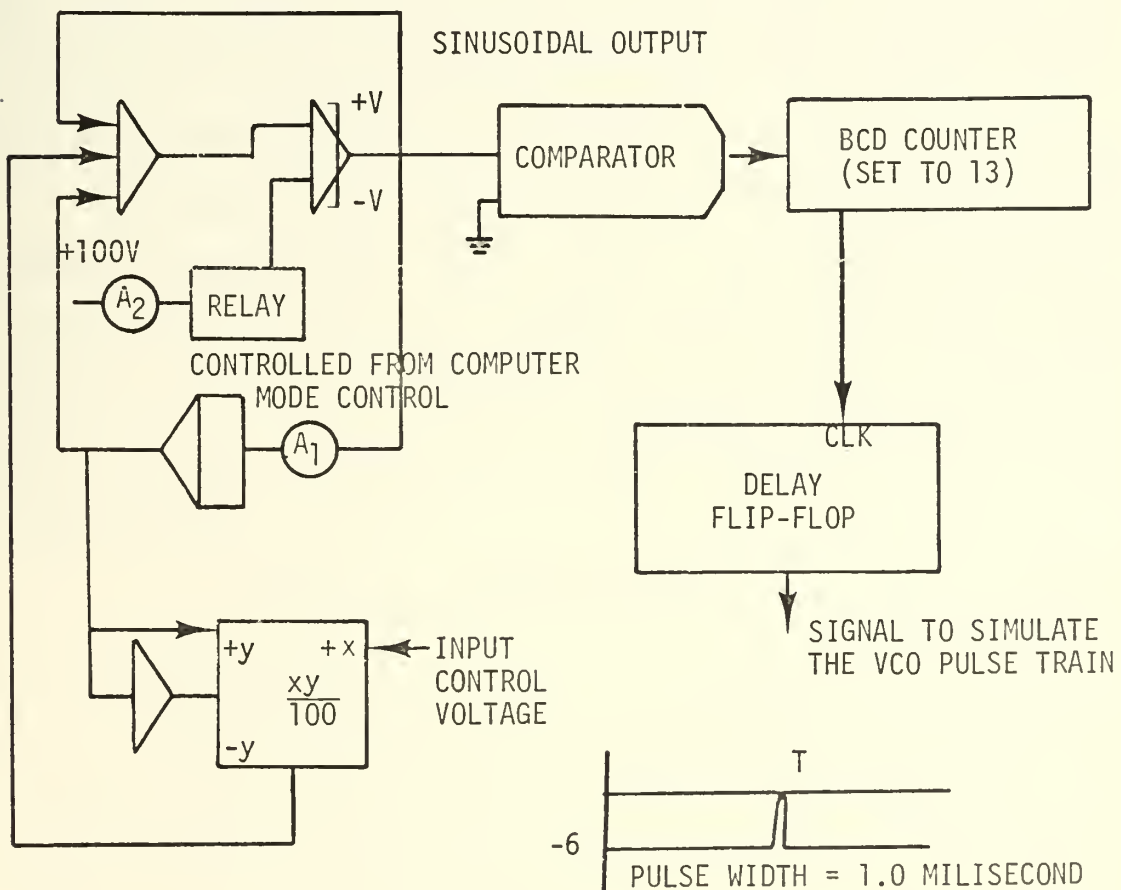 SINUSOIDAL OUTPUT
+V
-V
COMPARATOR
BCD COUNTER
(SET TO 13)
+100V
A2
RELAY
CONTROLLED FROM COMPUTER
MODE CONTROL
A1
CLK
DELAY
FLIP-FLOP
+y
+x
xy
100
-y
INPUT
CONTROL
VOLTAGE
SIGNAL TO SIMULATE
THE VCO PULSE TRAIN
T
-6
PULSE WIDTH = 1.0 MILISECOND